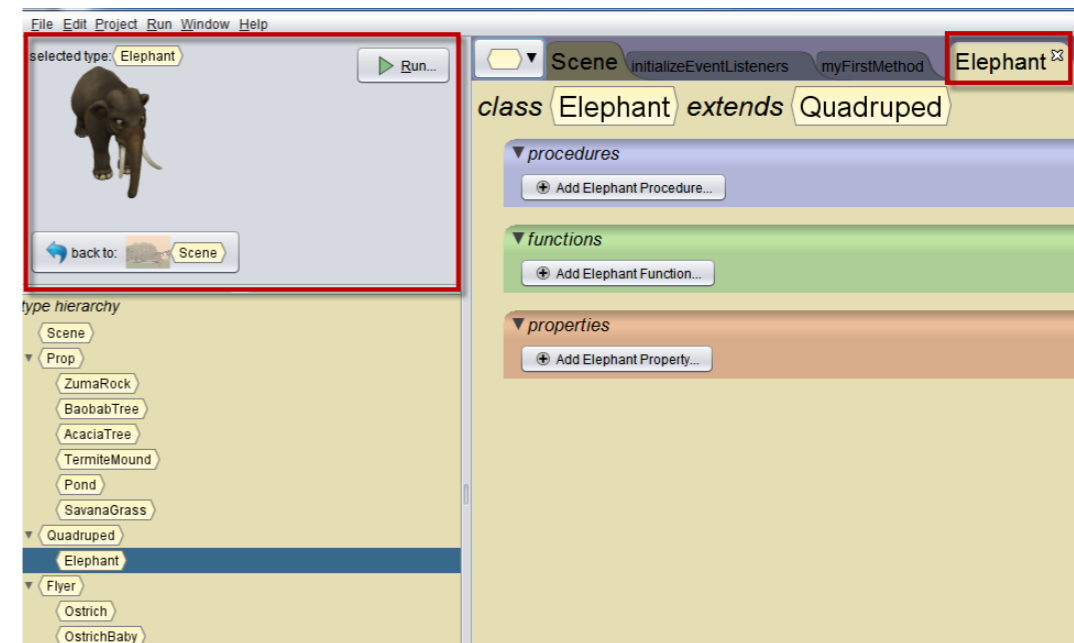 File Edit Project Run Window Help
selected type: Elephant
Run...
back to: Scene
type hierarchy
Scene
Prop
ZumaRock
BaobabTree
AcaciaTree
TermiteMound
Pond
SavanaGrass
Quadruped
Elephant
Flyer
Ostrich
OstrichBaby
Scene initializeEventListeners myFirstMethod Elephant
class Elephant extends Quadruped
procedures
Add Elephant Procedure...
functions
Add Elephant Function...
properties
Add Elephant Property...